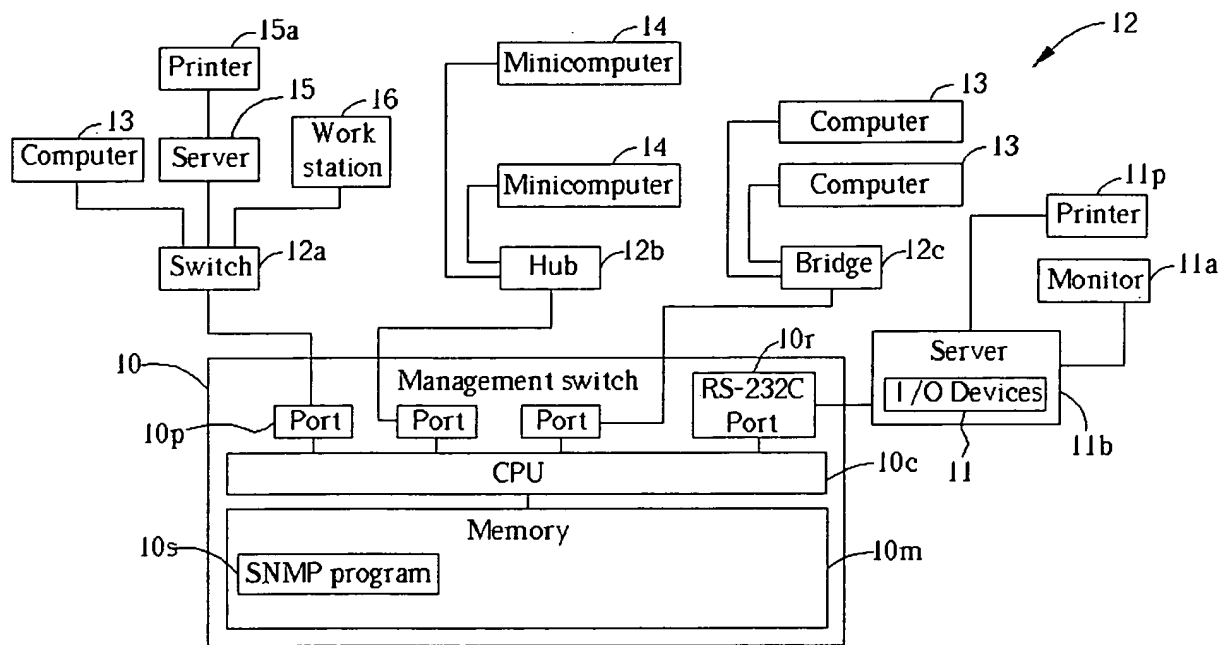 15a
Printer
14
Minicomputer
12
13
Computer
15
Server
16
Work
station
13
Computer
14
Minicomputer
13
Computer
11p
Printer
Switch
12a
Hub
12b
Bridge
12c
Monitor
11a
10
Management switch
10r
RS-232C
Port
Server
I/O Devices
10p
Port
Port
Port
11
11b
CPU
10c
Memory
10s
SNMP program
10m